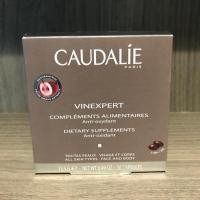 CAUDALÍE
PARIS
VINEXPERT
COMPLÉMENTS ALIMENTAIRES
Anti-oxydant
DIETARY SUPPLEMENTS
Anti-oxidant
TOUTES PEAUX VISAGE ET CORPS
ALL SKIN TYPES FACE AND BODY